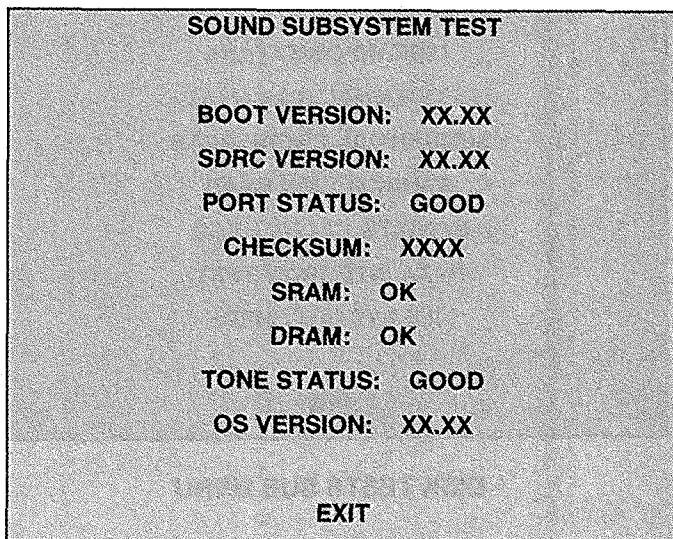 SOUND SUBSYSTEM TEST
BOOT VERSION: XX.XX
SDRC VERSION: XX.XX
PORT STATUS: GOOD
CHECKSUM: XXXX
SRAM: OK
DRAM: OK
TONE STATUS: GOOD
OS VERSION: XX.XX
EXIT